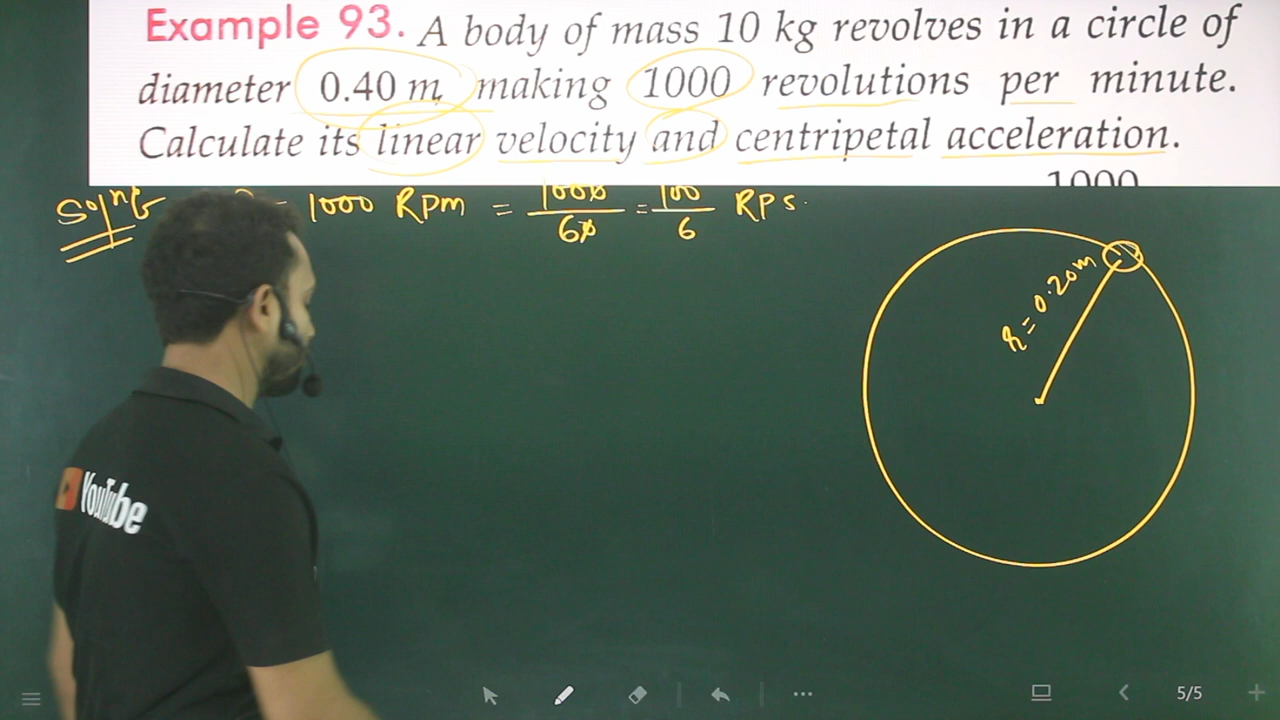 Example 93. A body of mass 10 kg revolves in a circle of
diameter 0.40 m, making 1000 revolutions per minute.
Calculate its linear velocity and centripetal acceleration.
1000
= 1000 Rpm = 1000/60 = 100/6 Rps.
r = 0.20m
YouTube
5/5